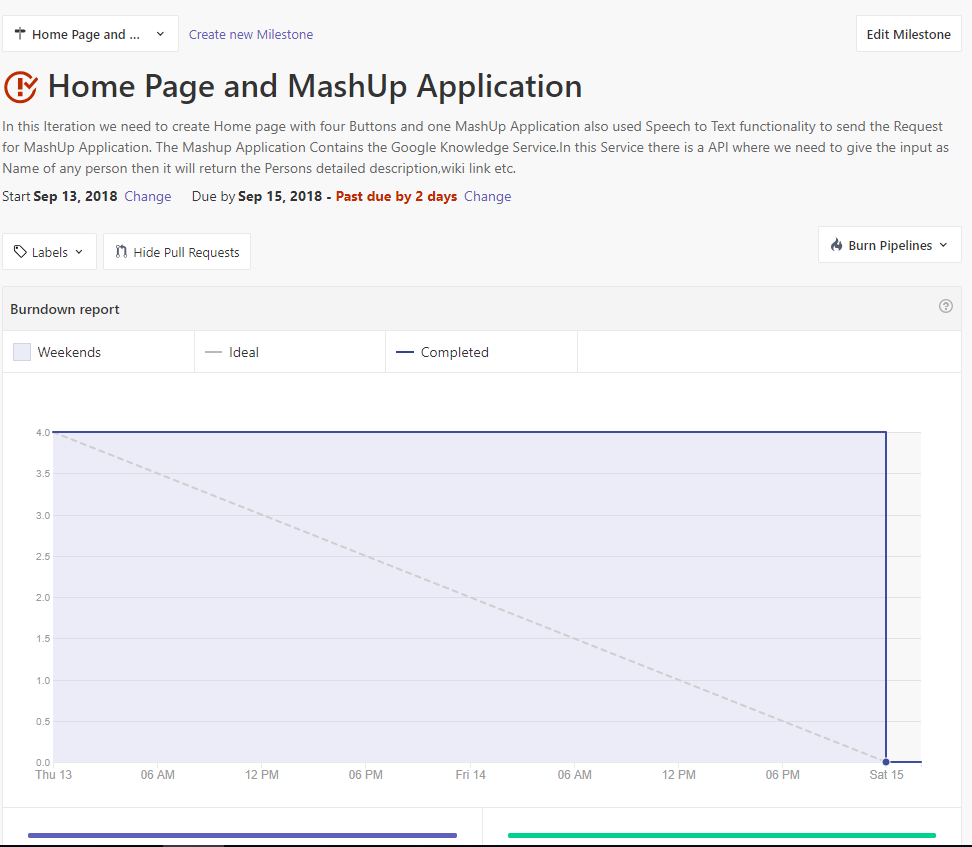 Home Page and ...
Create new Milestone
Edit Milestone
Home Page and MashUp Application
In this Iteration we need to create Home page with four Buttons and one MashUp Application also used Speech to Text functionality to send the Request
for MashUp Application. The Mashup Application Contains the Google Knowledge Service.In this Service there is a API where we need to give the input as
Name of any person then it will return the Persons detailed description,wiki link etc.
Start Sep 13, 2018 Change Due by Sep 15, 2018 - Past due by 2 days Change
Labels
Hide Pull Requests
Burn Pipelines
Burndown report
Weekends
Ideal
Completed
4.0
3.5
3.0
2.5
2.0
1.5
1.0
0.5
0.0
Thu 13 06 AM 12 PM 06 PM Fri 14 06 AM 12 PM 06 PM Sat 15